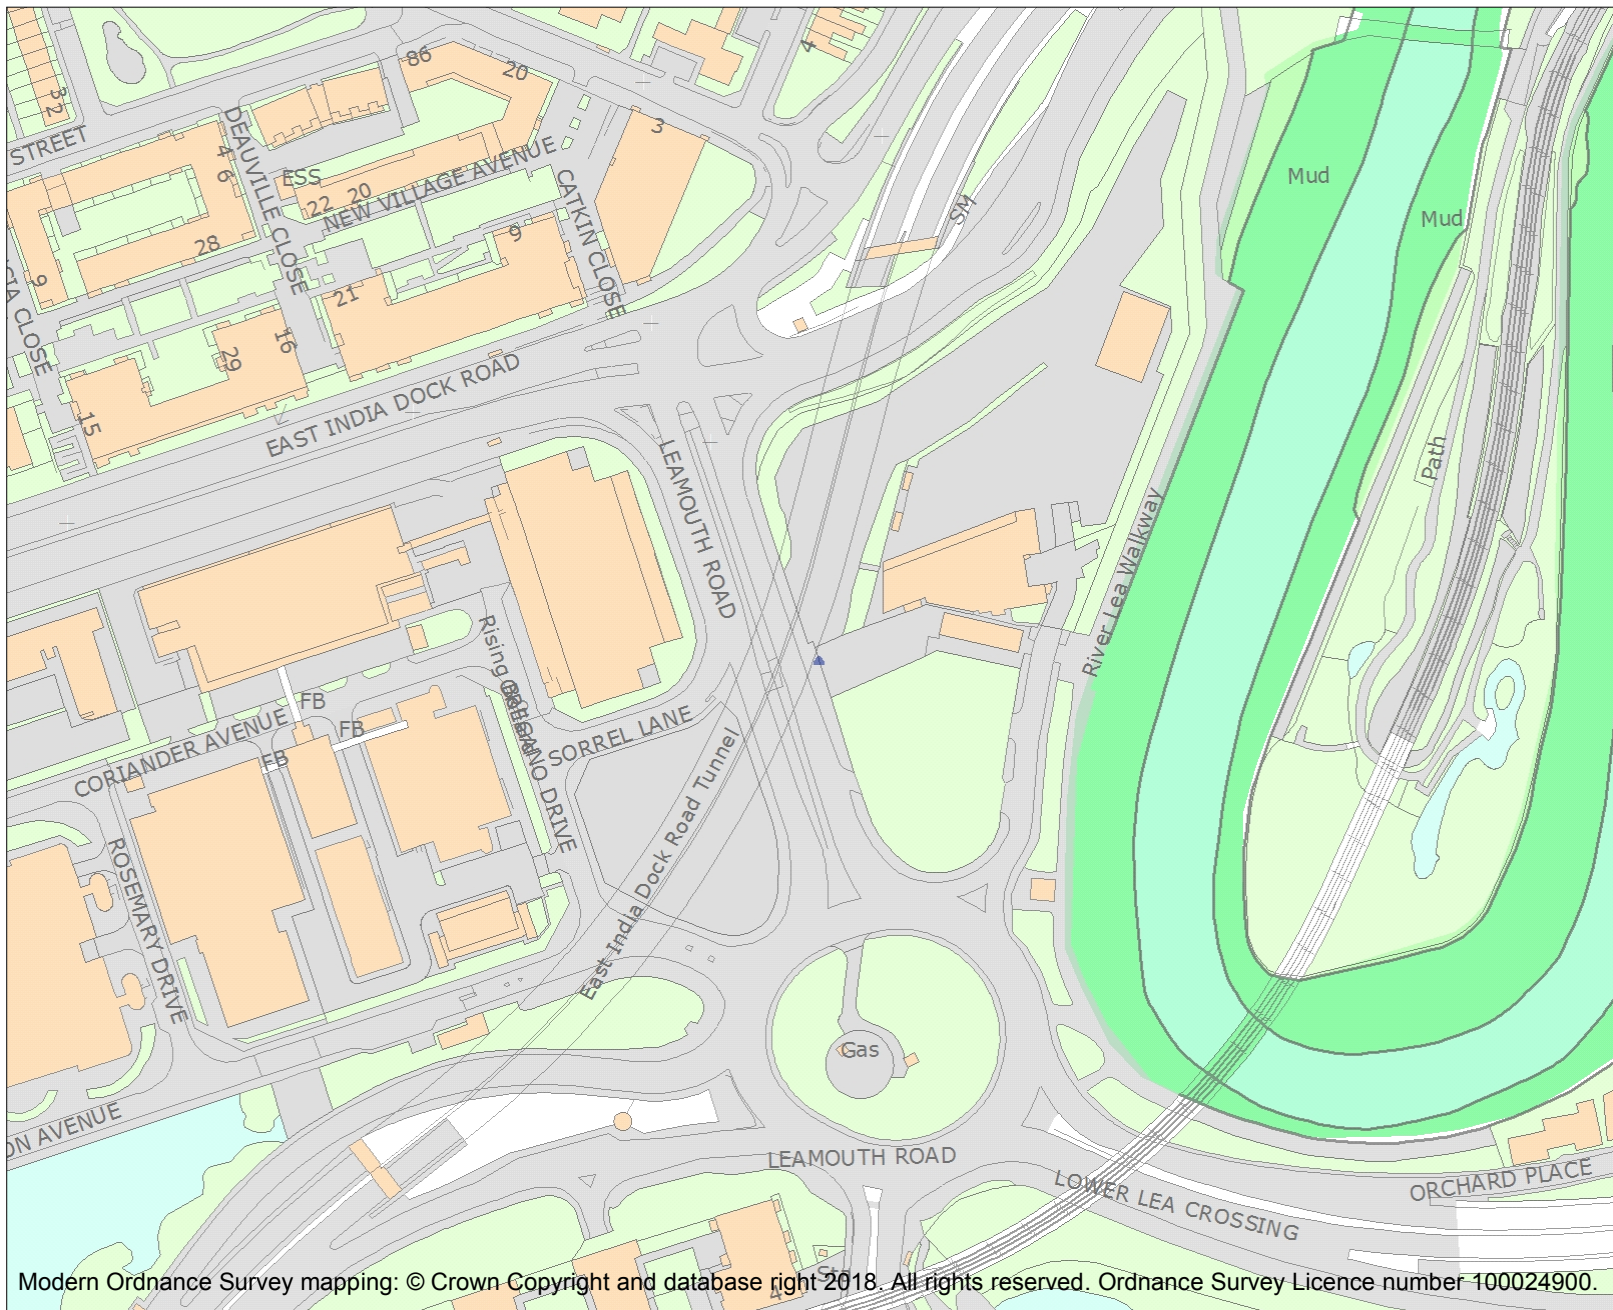 86
20
4
32
STREET
DEAUVILLE CLOSE
4
6
3
ESS
22
20
NEW VILLAGE AVENUE
CATKIN CLOSE
SM
Mud
Mud
28
9
9
CIA CLOSE
21
16
29
15
EAST INDIA DOCK ROAD
LEAMOUTH ROAD
Path
River Lea Walkway
Rising
OREGANO DRIVE
FB
FB
FB
CORIANDER AVENUE
SORREL LANE
East India Dock Road Tunnel
ROSEMARY DRIVE
Gas
ON AVENUE
LEAMOUTH ROAD
LOWER LEA CROSSING
ORCHARD PLACE
4
Modern Ordnance Survey mapping: © Crown Copyright and database right 2018. All rights reserved. Ordnance Survey Licence number 100024900.